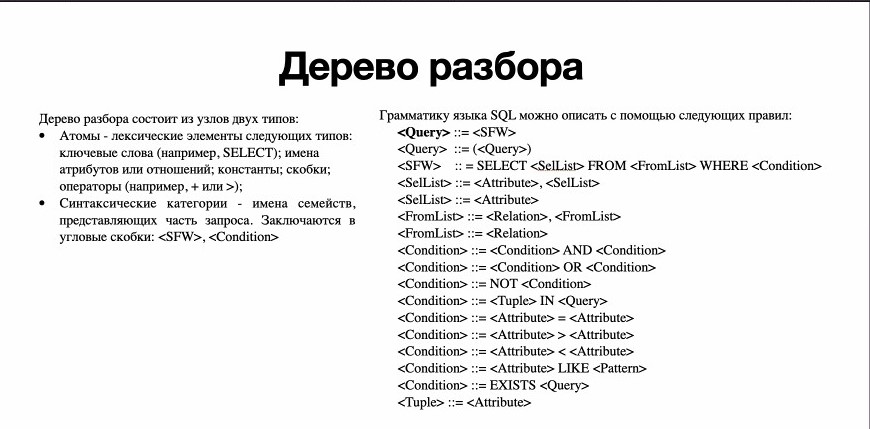 Дерево разбора
Дерево разбора состоит из узлов двух типов:
• Атомы - лексические элементы следующих типов:
ключевые слова (например, SELECT); имена
атрибутов или отношений; константы; скобки;
операторы (например, + или >);
• Синтаксические категории - имена семейств,
представляющих часть запроса. Заключаются в
угловые скобки: <SFW>, <Condition>
Грамматику языка SQL можно описать с помощью следующих правил:
<Query> ::= <SFW>
<Query> ::= (<Query>)
<SFW> :: = SELECT <SelList> FROM <FromList> WHERE <Condition>
<SelList> ::= <Attribute>, <SelList>
<SelList> ::= <Attribute>
<FromList> ::= <Relation>, <FromList>
<FromList> ::= <Relation>
<Condition> ::= <Condition> AND <Condition>
<Condition> ::= <Condition> OR <Condition>
<Condition> ::= NOT <Condition>
<Condition> ::= <Tuple> IN <Query>
<Condition> ::= <Attribute> = <Attribute>
<Condition> ::= <Attribute> > <Attribute>
<Condition> ::= <Attribute> < <Attribute>
<Condition> ::= <Attribute> LIKE <Pattern>
<Condition> ::= EXISTS <Query>
<Tuple> ::= <Attribute>